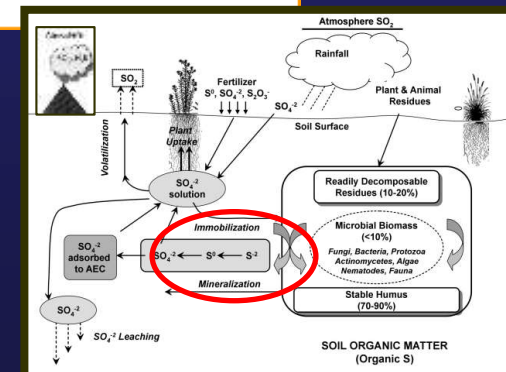 Atmosphere SO2
Rainfall
SO2
Fertilizer
S0, SO4-2, S2O3-
SO4-2
Plant & Animal
Residues
Soil Surface
Volatilization
Plant
Uptake
SO4-2
solution
Readily Decomposable
Residues (10-20%)
Immobilization
Microbial Biomass
(<10%)
Fungi, Bacteria, Protozoa
Actinomycetes, Algae
Nematodes, Fauna
SO4-2
adsorbed
to AEC
SO4-2 S0 S-2
Mineralization
Stable Humus
(70-90%)
SO4-2
SO4-2 Leaching
SOIL ORGANIC MATTER
(Organic S)